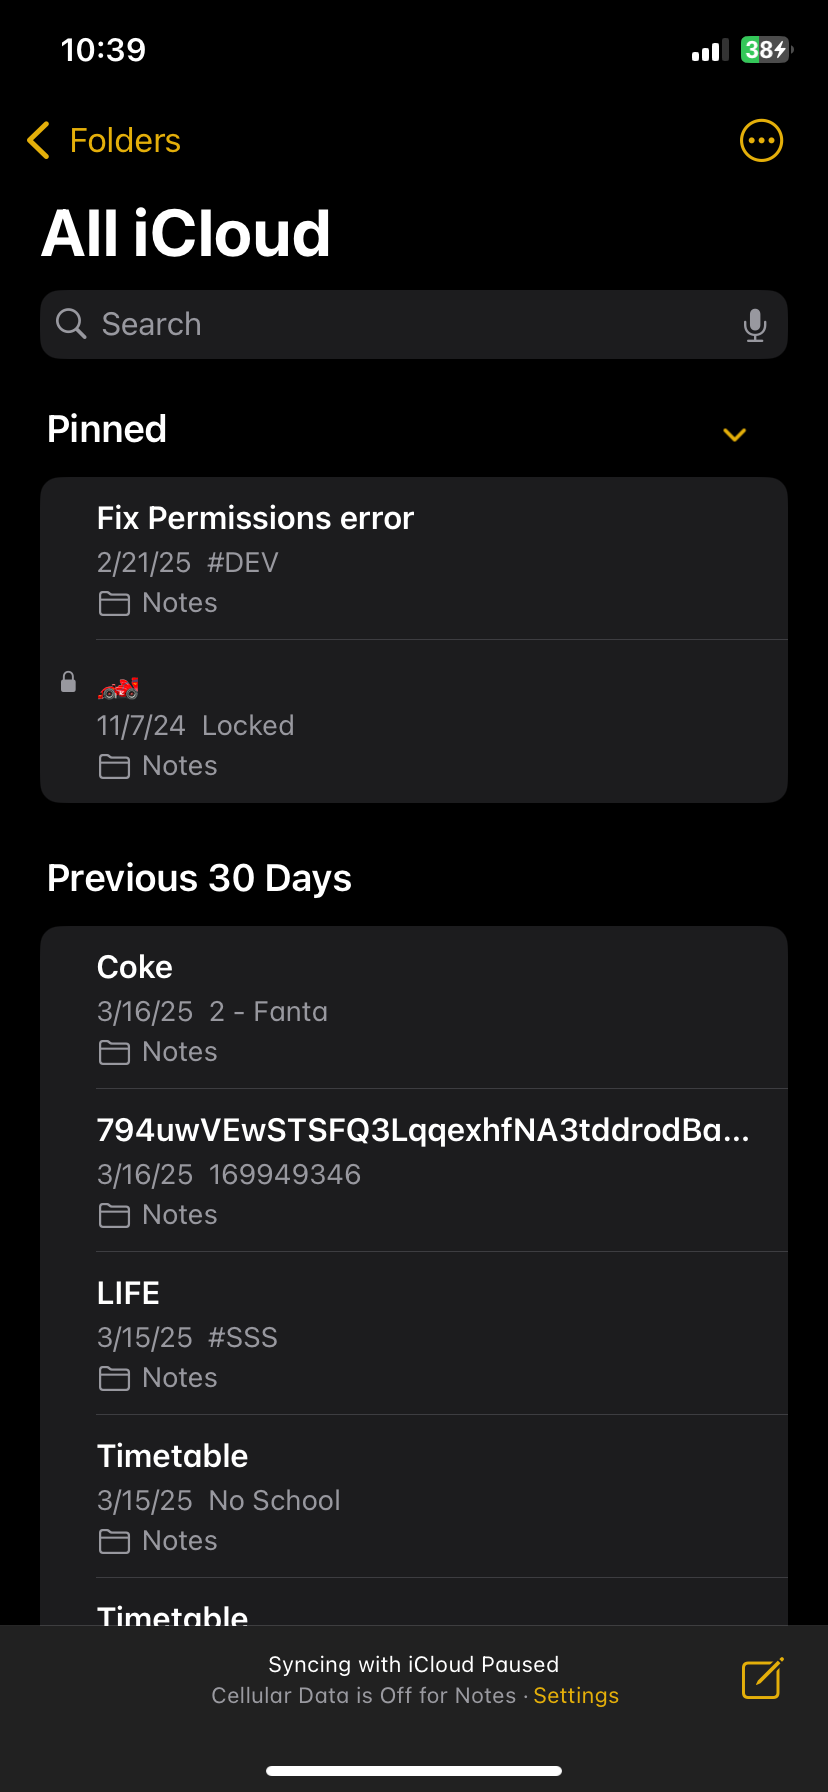 10:39
38
Folders
All iCloud
Search
Pinned
Fix Permissions error
2/21/25 #DEV
Notes
🏎️
11/7/24 Locked
Notes
Previous 30 Days
Coke
3/16/25 2 - Fanta
Notes
794uwVEwSTSFQ3LqqexhfNA3tddrodBa...
3/16/25 169949346
Notes
LIFE
3/15/25 #SSS
Notes
Timetable
3/15/25 No School
Notes
Timetable
Syncing with iCloud Paused
Cellular Data is Off for Notes · Settings